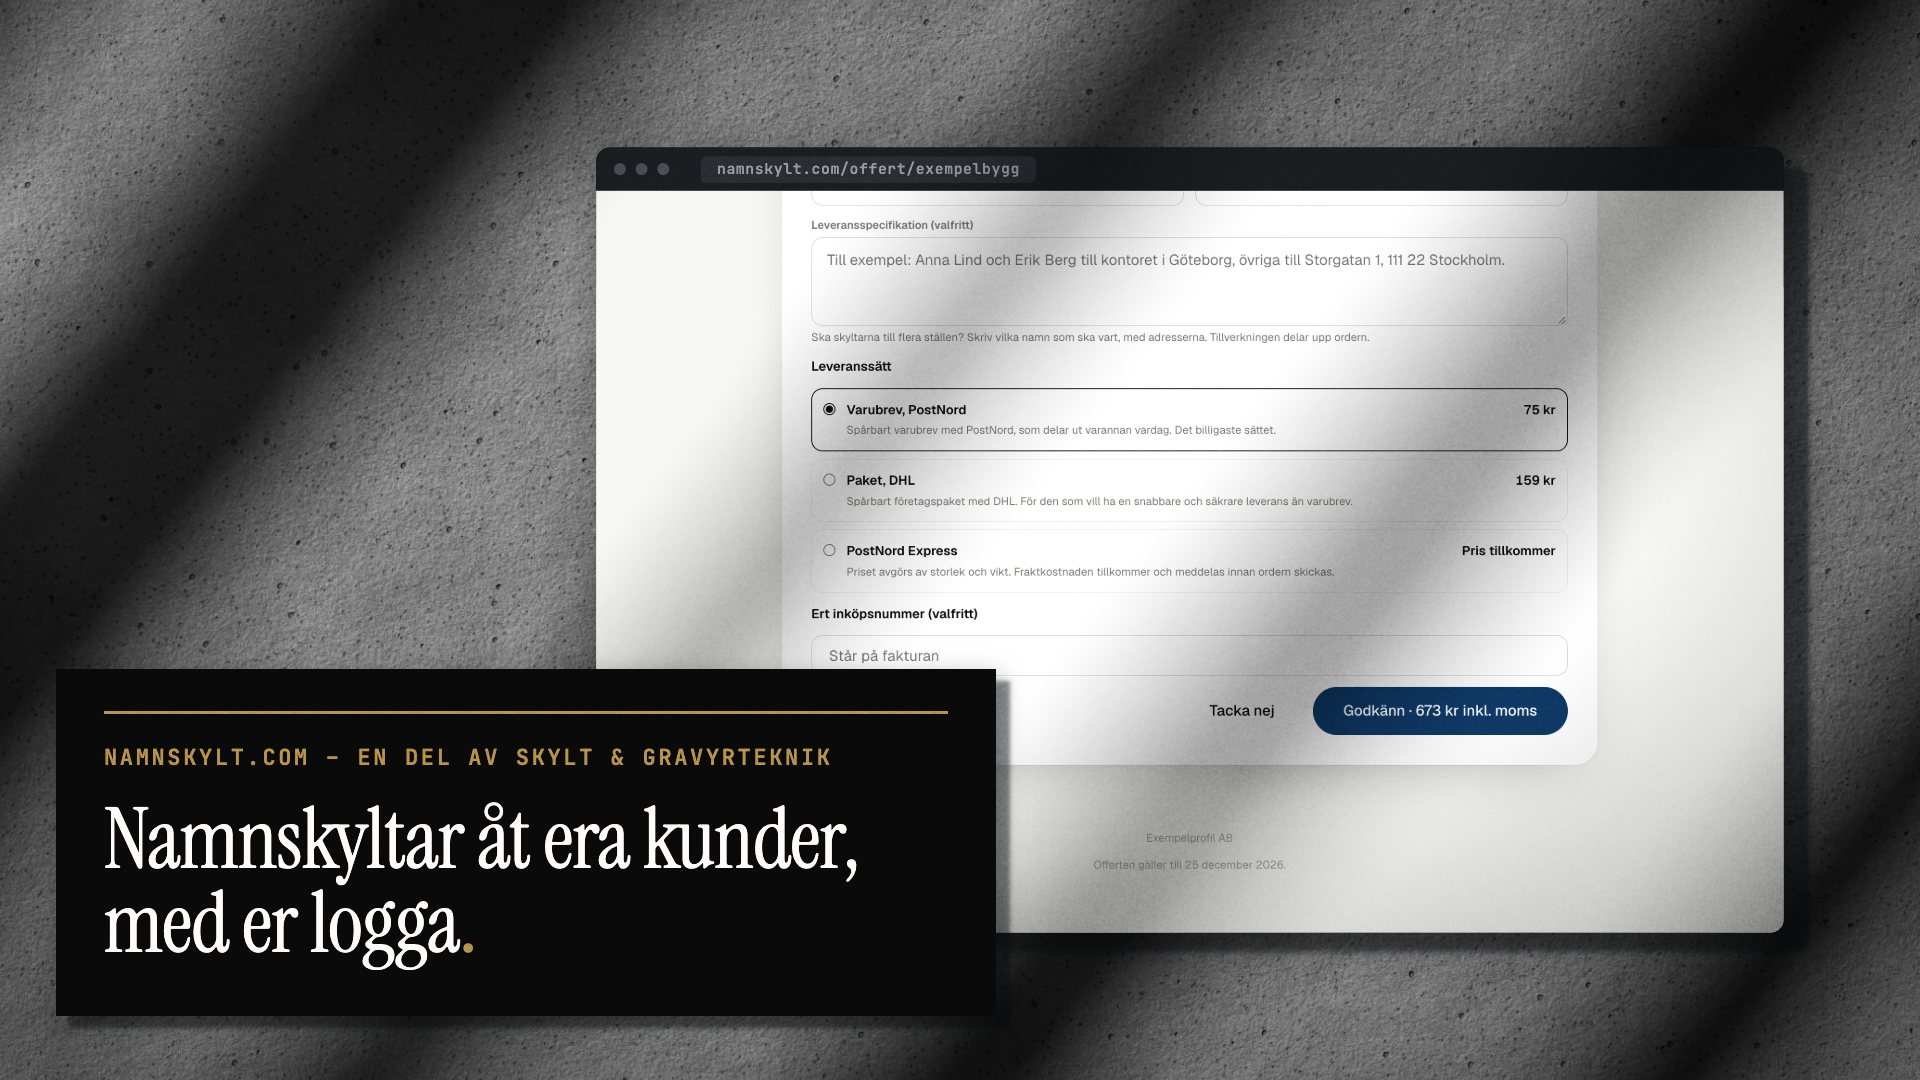 namnskylt.com/offert/exempelbygg
Leveransspecifikation (valfritt)
Till exempel: Anna Lind och Erik Berg till kontoret i Göteborg, övriga till Storgatan 1, 111 22 Stockholm.
Ska skyltarna till flera ställen? Skriv vilka namn som ska vart, med adresserna. Tillverkningen delar upp ordern.
Leveranssätt
Varubrev, PostNord 75 kr
Spårbart varubrev med PostNord, som delar ut varannan vardag. Det billigaste sättet.
Paket, DHL 159 kr
Spårbart företagspaket med DHL. För den som vill ha en snabbare och säkrare leverans än varubrev.
PostNord Express Pris tillkommer
Priset avgörs av storlek och vikt. Fraktkostnaden tillkommer och meddelas innan ordern skickas.
Ert inköpsnummer (valfritt)
Står på fakturan
Tacka nej Godkänn · 673 kr inkl. moms
Exempelprofil AB
Offerten gäller till 25 december 2026.
NAMNSKYLT.COM – EN DEL AV SKYLT & GRAVYRTEKNIK
Namnskyltar åt era kunder,
med er logga.